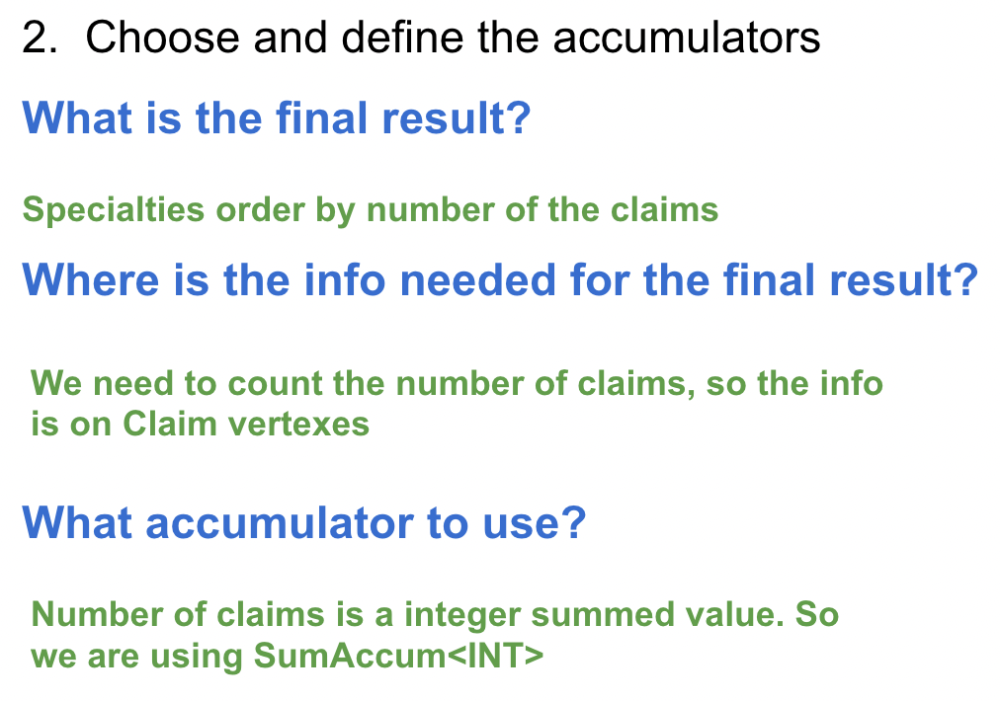 2. Choose and define the accumulators
What is the final result?
Specialties order by number of the claims
Where is the info needed for the final result?
We need to count the number of claims, so the info
is on Claim vertexes
What accumulator to use?
Number of claims is a integer summed value. So
we are using SumAccum<INT>